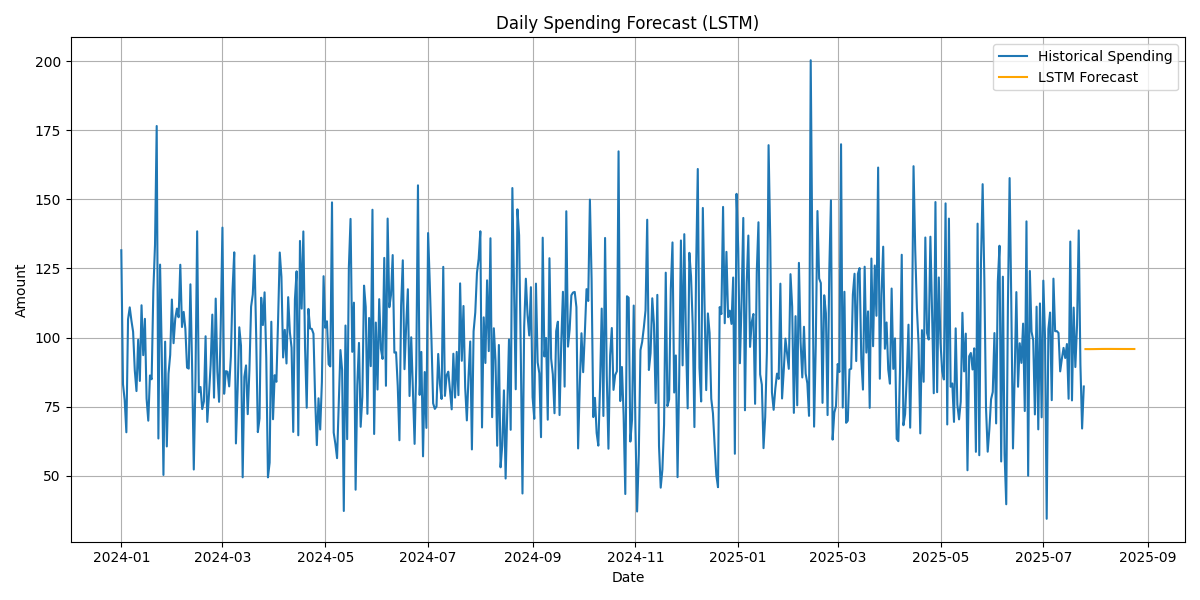 Daily Spending Forecast (LSTM)
Historical Spending
LSTM Forecast
200
175
150
125
100
75
50
Amount
2024-01 2024-03 2024-05 2024-07 2024-09 2024-11 2025-01 2025-03 2025-05 2025-07 2025-09
Date